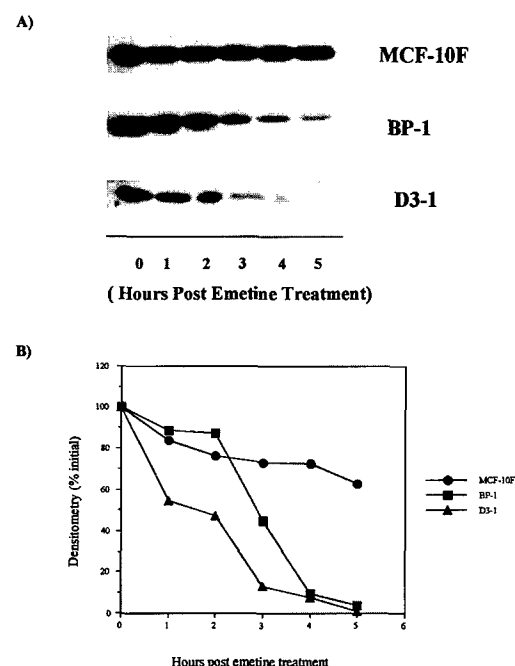 A)
MCF-10F
BP-1
D3-1
0 1 2 3 4 5
( Hours Post Emetine Treatment)
B)
120
100
80
60
40
20
0
0 1 2 3 4 5 6
Densitometry (% initial)
Hours post emetine treatment
MCF-10F
BP-1
D3-1